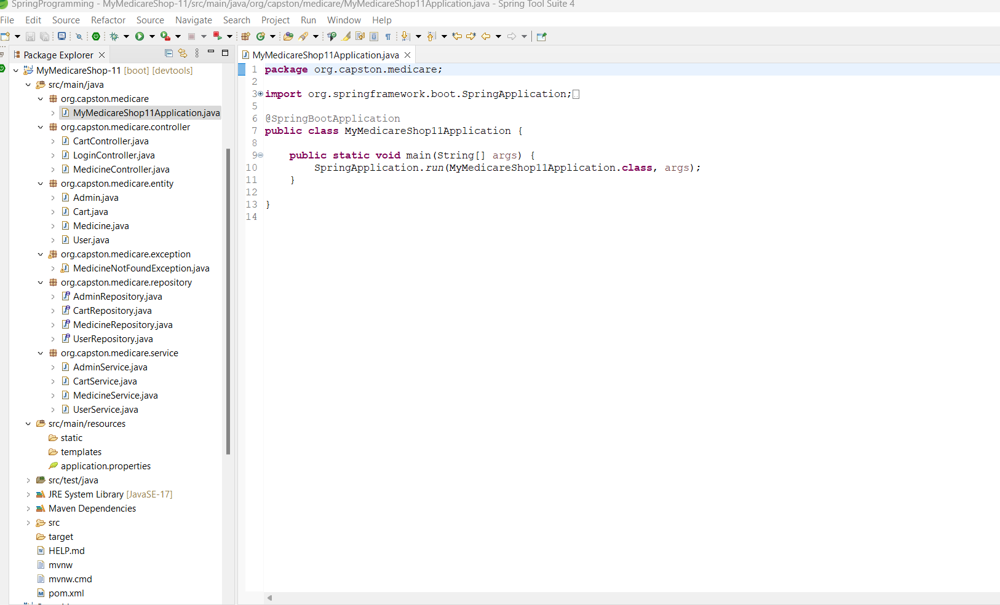 SpringProgramming - MyMedicareShop-11/src/main/java/org/capston/medicare/MyMedicareShop11Application.java - Spring Tool Suite 4
File Edit Source Refactor Source Navigate Search Project Run Window Help
Package Explorer
MyMedicareShop-11 [boot] [devtools]
src/main/java
org.capston.medicare
MyMedicareShop11Application.java
org.capston.medicare.controller
CartController.java
LoginController.java
MedicineController.java
org.capston.medicare.entity
Admin.java
Cart.java
Medicine.java
User.java
org.capston.medicare.exception
MedicineNotFoundException.java
org.capston.medicare.repository
AdminRepository.java
CartRepository.java
MedicineRepository.java
UserRepository.java
org.capston.medicare.service
AdminService.java
CartService.java
MedicineService.java
UserService.java
src/main/resources
static
templates
application.properties
src/test/java
JRE System Library [JavaSE-17]
Maven Dependencies
src
target
HELP.md
mvnw
mvnw.cmd
pom.xml
MyMedicareShop11Application.java
1 package org.capston.medicare;
2
3 import org.springframework.boot.SpringApplication;
5
6 @SpringBootApplication
7 public class MyMedicareShop11Application {
8
9 public static void main(String[] args) {
10 SpringApplication.run(MyMedicareShop11Application.class, args);
11 }
12
13 }
14